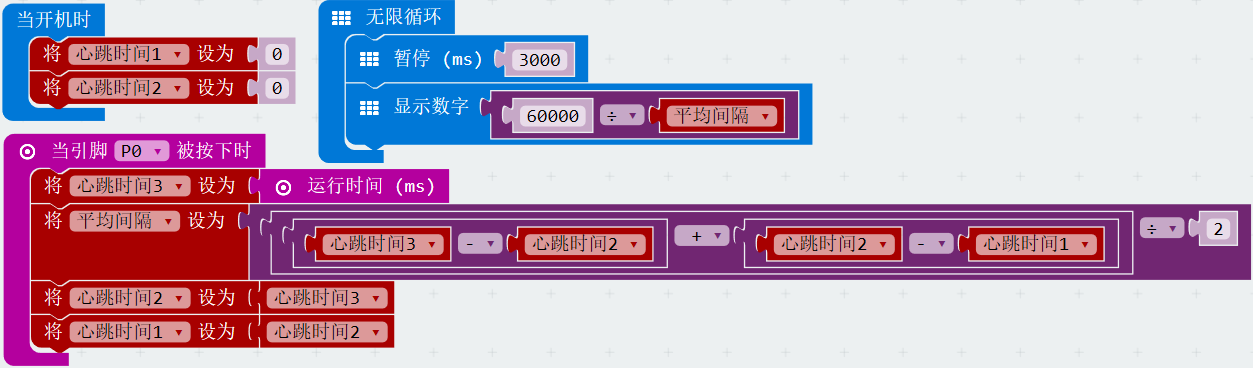 当开机时
将 心跳时间1 设为 0
将 心跳时间2 设为 0
无限循环
暂停 (ms) 3000
显示数字 60000 ÷ 平均间隔
当引脚 P0 被按下时
将 心跳时间3 设为 运行时间 (ms)
将 平均间隔 设为 心跳时间3 - 心跳时间2 + 心跳时间2 - 心跳时间1 ÷ 2
将 心跳时间2 设为 心跳时间3
将 心跳时间1 设为 心跳时间2